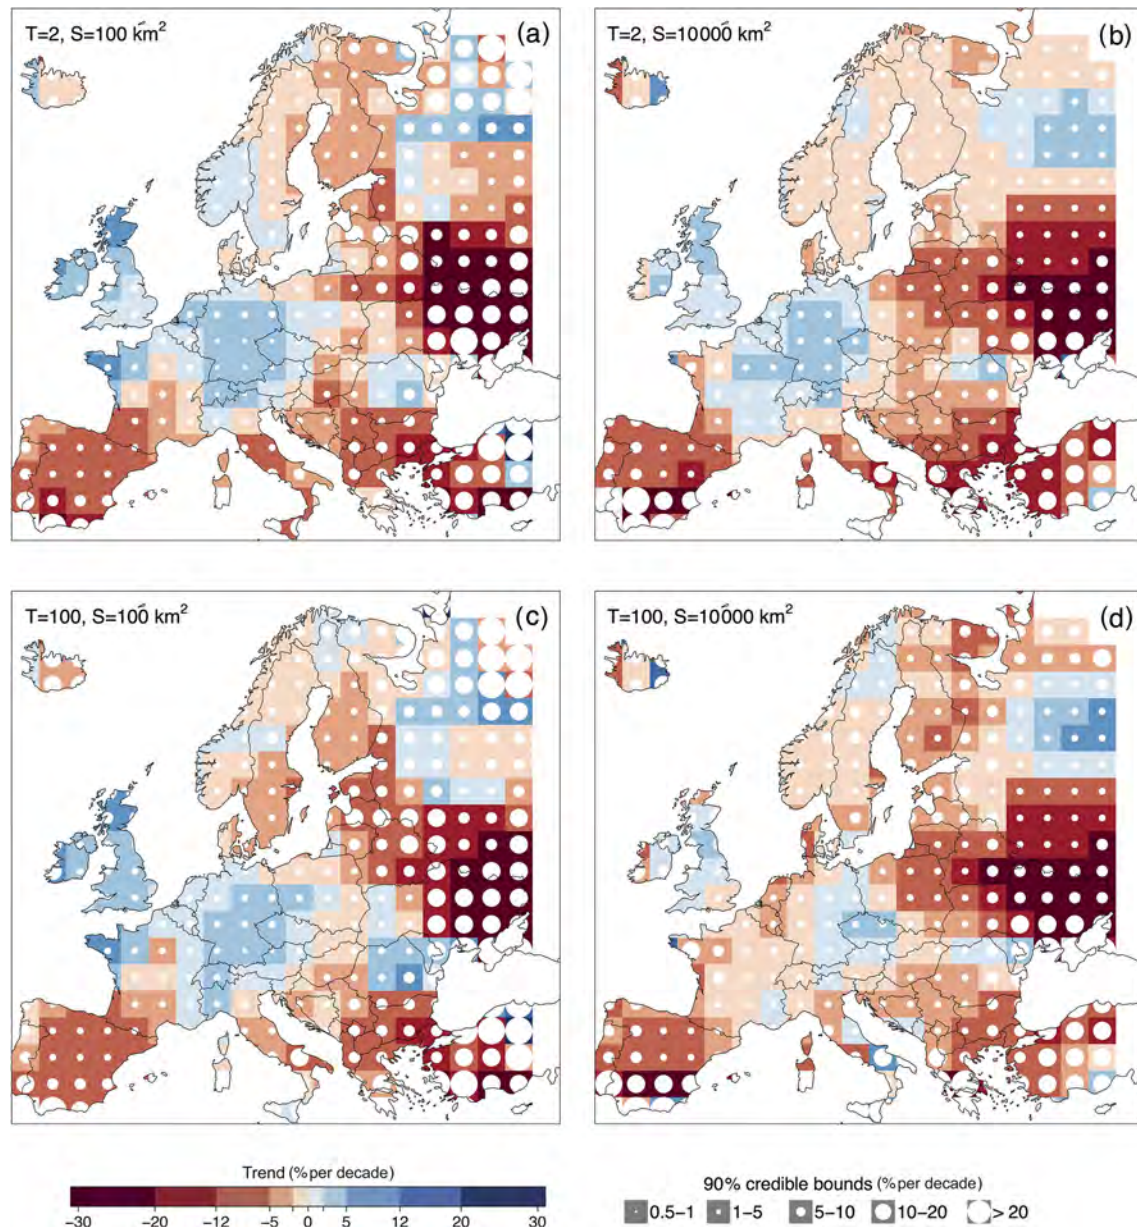 T=2, S=100 km²
(a)
T=2, S=10000 km²
(b)
T=100, S=100 km²
(c)
T=100, S=10000 km²
(d)
Trend (% per decade)
−30 −20 −12 −5 −2 0 2 5 12 20 30
90% credible bounds (% per decade)
0.5−1 1−5 5−10 10−20 > 20